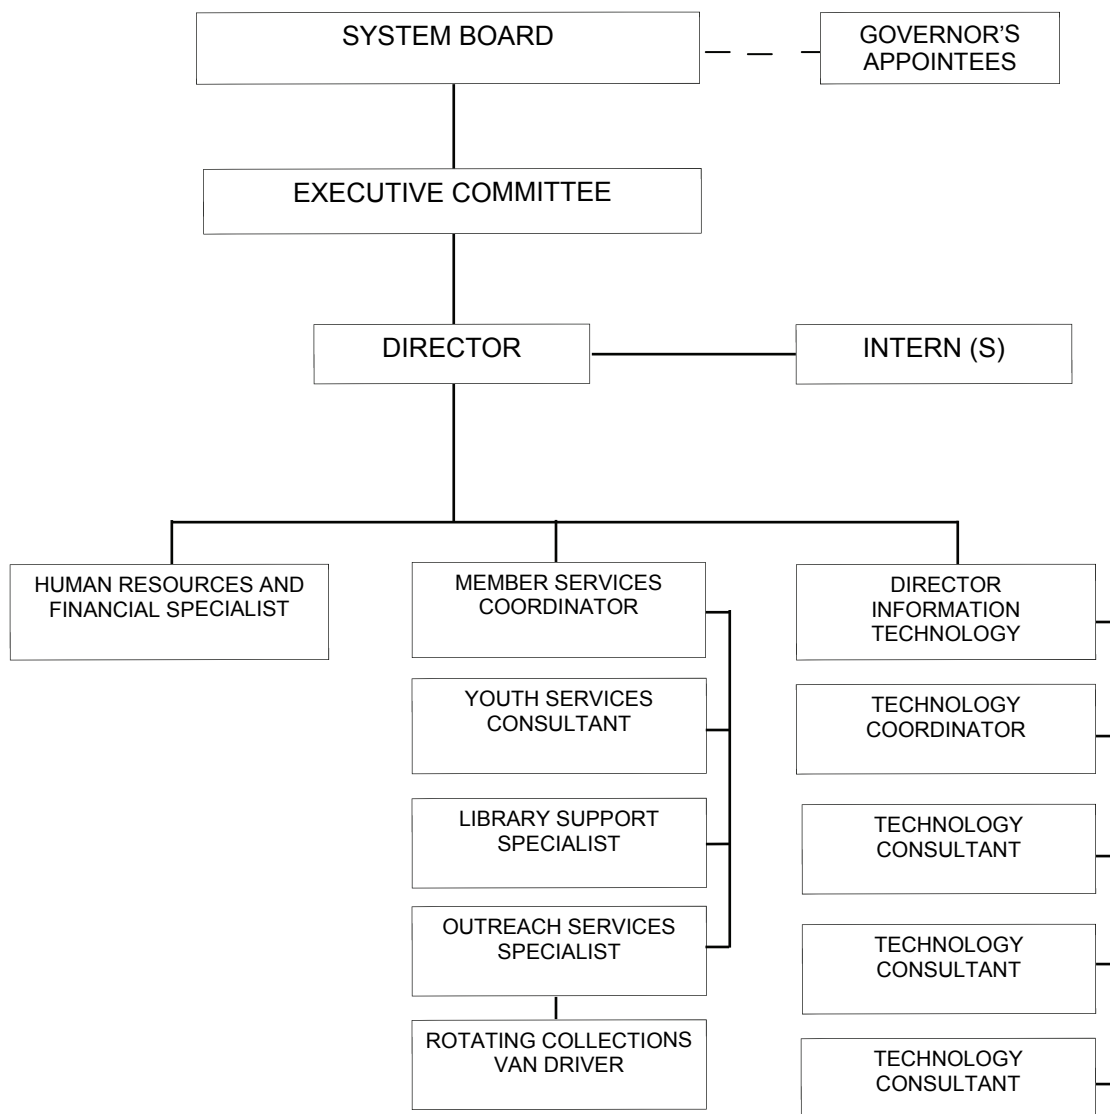 SYSTEM BOARD
GOVERNOR'S
APPOINTEES
EXECUTIVE COMMITTEE
DIRECTOR
INTERN (S)
HUMAN RESOURCES AND
FINANCIAL SPECIALIST
MEMBER SERVICES
COORDINATOR
DIRECTOR
INFORMATION
TECHNOLOGY
YOUTH SERVICES
CONSULTANT
TECHNOLOGY
COORDINATOR
LIBRARY SUPPORT
SPECIALIST
TECHNOLOGY
CONSULTANT
OUTREACH SERVICES
SPECIALIST
TECHNOLOGY
CONSULTANT
ROTATING COLLECTIONS
VAN DRIVER
TECHNOLOGY
CONSULTANT